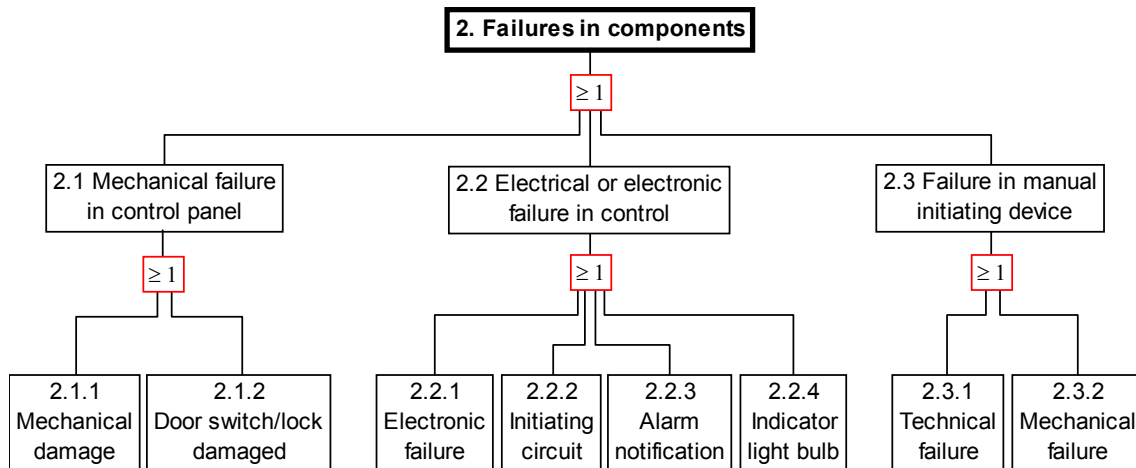 2. Failures in components
≥ 1
2.1 Mechanical failure
in control panel
2.2 Electrical or electronic
failure in control
2.3 Failure in manual
initiating device
≥ 1
≥ 1
≥ 1
2.1.1
Mechanical
damage
2.1.2
Door switch/lock
damaged
2.2.1
Electronic
failure
2.2.2
Initiating
circuit
2.2.3
Alarm
notification
2.2.4
Indicator
light bulb
2.3.1
Technical
failure
2.3.2
Mechanical
failure